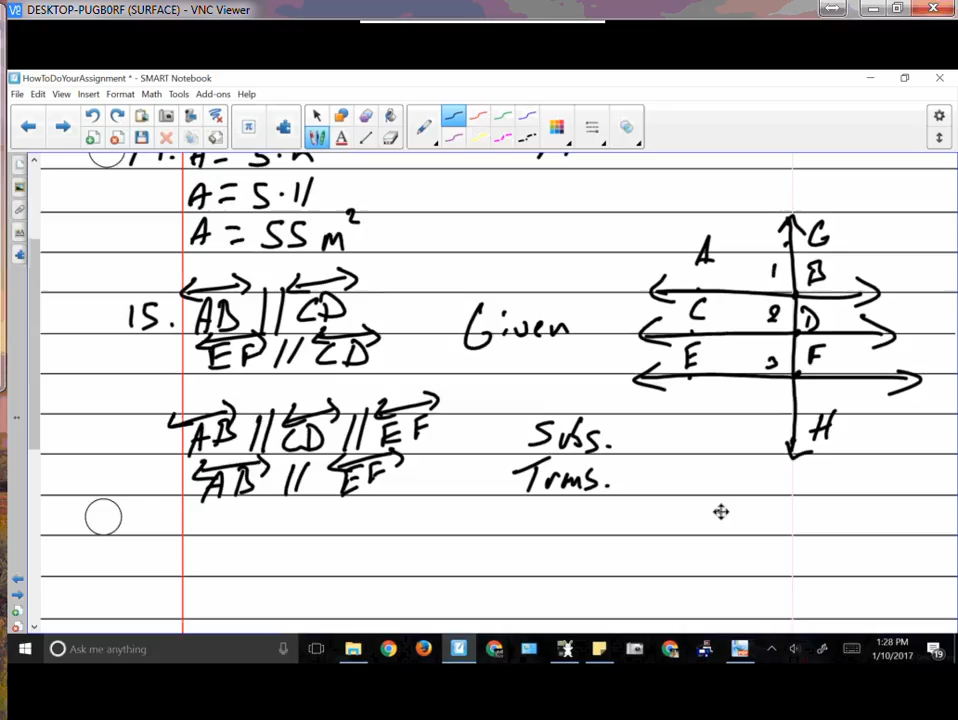 DESKTOP-PUGB0RF (SURFACE) - VNC Viewer
HowToDoYourAssignment * - SMART Notebook
File Edit View Insert Format Math Tools Add-ons Help
A = 5·11
A = 55 m²
15. AB // CD
EF // CD
Given
AB // CD // EF
Subs.
AB // EF
Trans.
G
A 1 B
C 2 D
E 3 F
H
Ask me anything
1:28 PM
1/10/2017
19